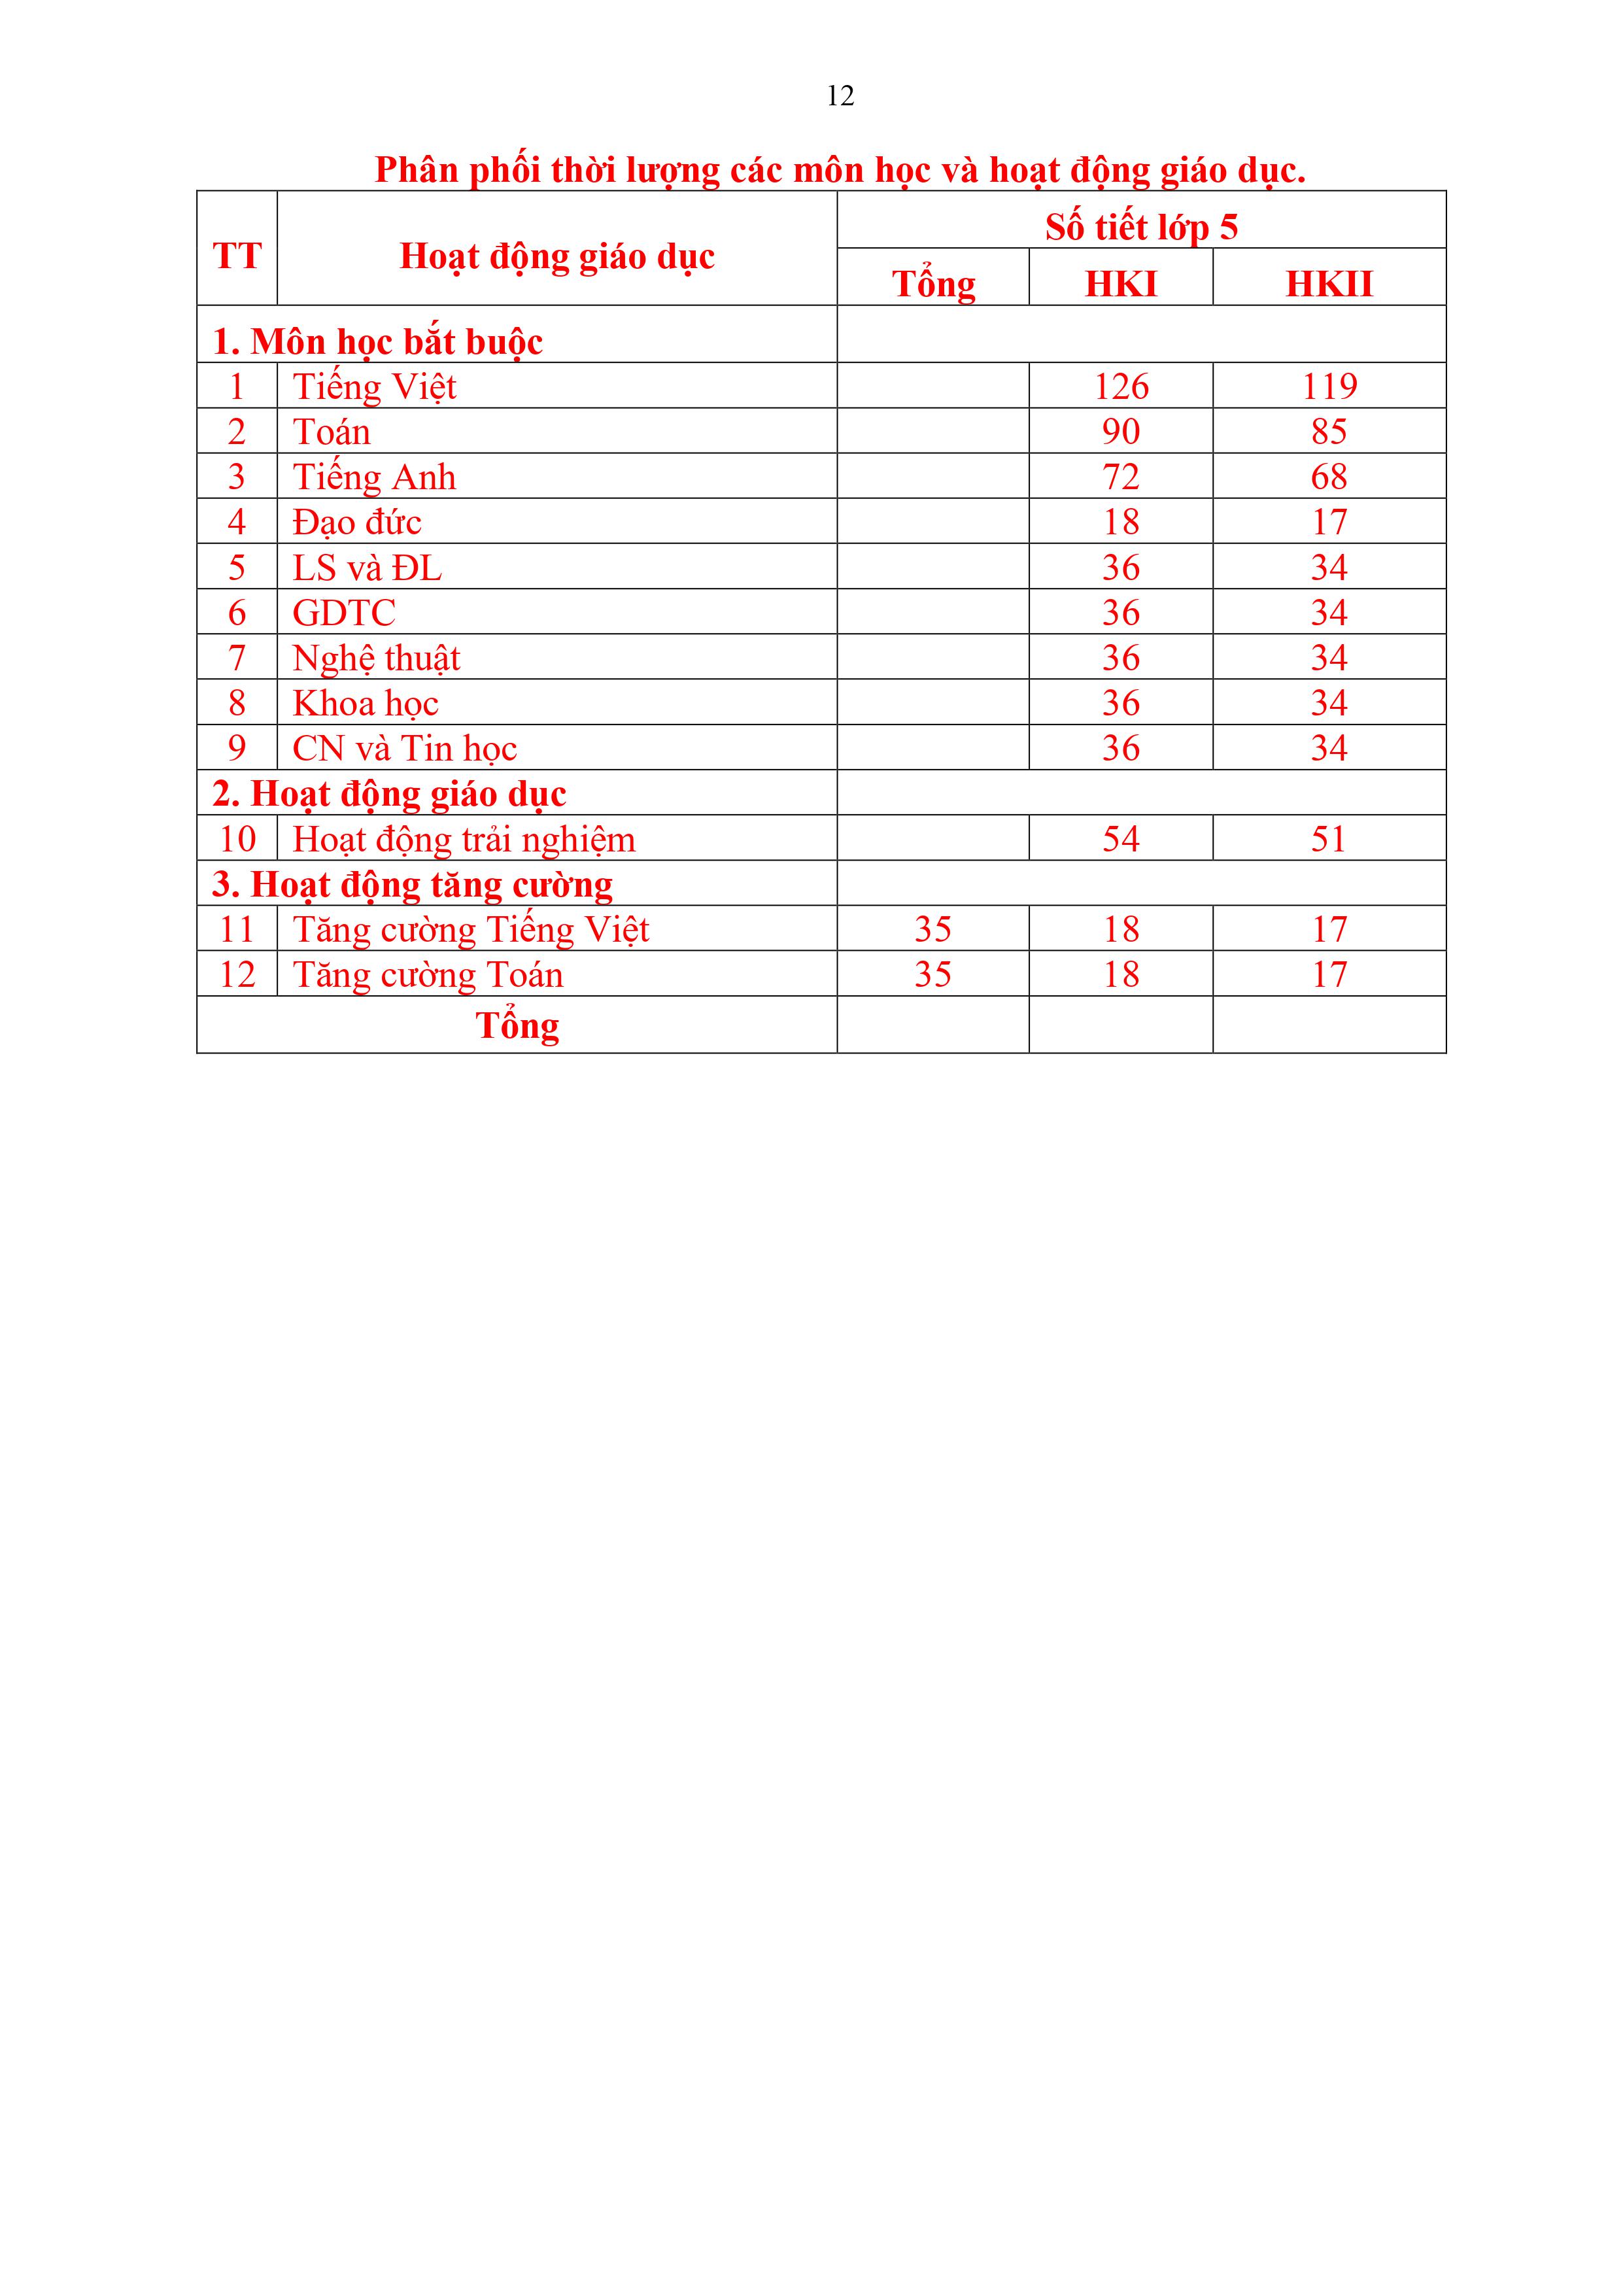 12
Phân phối thời lượng các môn học và hoạt động giáo dục.
TT Hoạt động giáo dục Số tiết lớp 5
Tổng HKI HKII
1. Môn học bắt buộc
1 Tiếng Việt 126 119
2 Toán 90 85
3 Tiếng Anh 72 68
4 Đạo đức 18 17
5 LS và ĐL 36 34
6 GDTC 36 34
7 Nghệ thuật 36 34
8 Khoa học 36 34
9 CN và Tin học 36 34
2. Hoạt động giáo dục
10 Hoạt động trải nghiệm 54 51
3. Hoạt động tăng cường
11 Tăng cường Tiếng Việt 35 18 17
12 Tăng cường Toán 35 18 17
Tổng